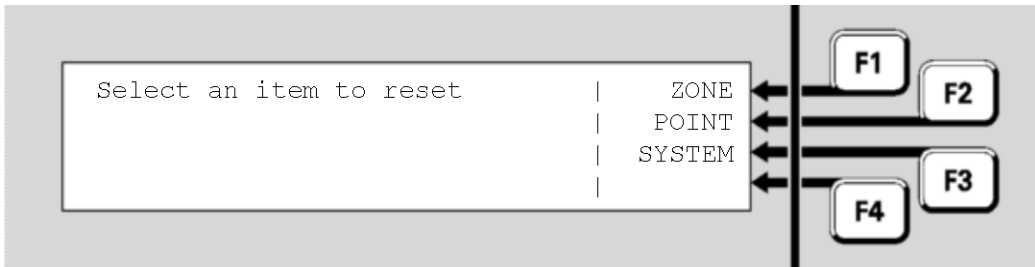 Select an item to reset | ZONE
| POINT
| SYSTEM
|
F1
F2
F3
F4